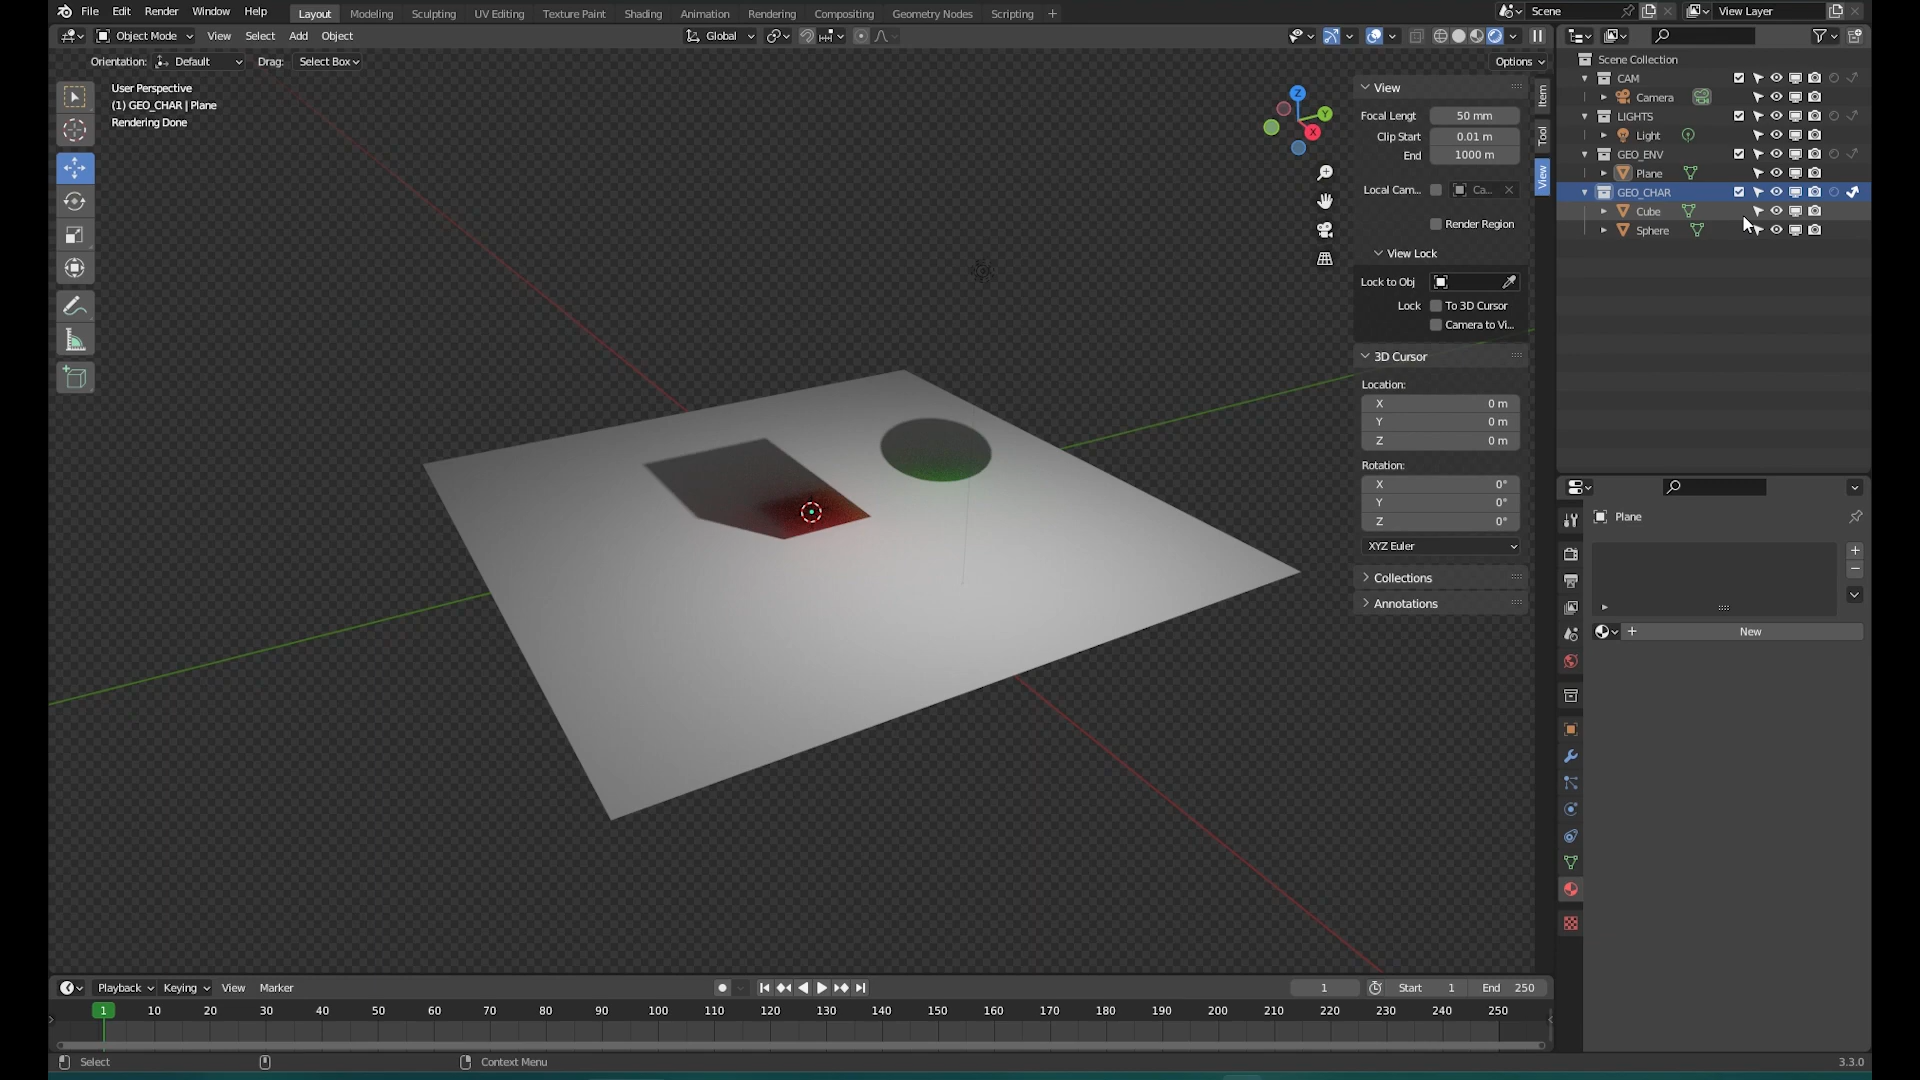 File Edit Render Window Help Layout Modeling Sculpting UV Editing Texture Paint Shading Animation Rendering Compositing Geometry Nodes Scripting + Scene View Layer
Object Mode View Select Add Object Global
Orientation: Default Drag: Select Box Options
User Perspective
(1) GEO_CHAR | Plane
Rendering Done
Z
Y
X
View
Focal Lengt 50 mm
Clip Start 0.01 m
End 1000 m
Local Cam... Ca...
Render Region
View Lock
Lock to Obj
Lock To 3D Cursor
Camera to Vi...
3D Cursor
Location:
X 0 m
Y 0 m
Z 0 m
Rotation:
X 0°
Y 0°
Z 0°
XYZ Euler
Collections
Annotations
Item
Tool
View
Scene Collection
CAM
Camera
LIGHTS
Light
GEO_ENV
Plane
GEO_CHAR
Cube
Sphere
Plane
New
Playback Keying View Marker 1 Start 1 End 250
1 10 20 30 40 50 60 70 80 90 100 110 120 130 140 150 160 170 180 190 200 210 220 230 240 250
Select Context Menu 3.3.0